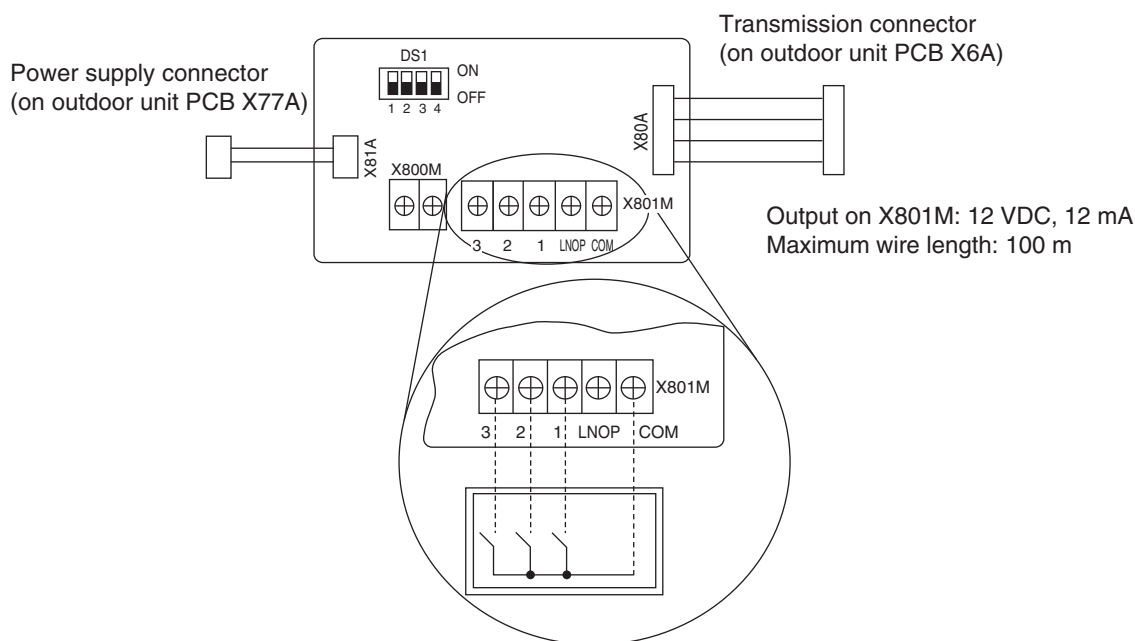 Transmission connector
(on outdoor unit PCB X6A)
Power supply connector
(on outdoor unit PCB X77A)
DS1
ON
OFF
1 2 3 4
X81A
X80A
X800M
X801M
3 2 1 LNOP COM
Output on X801M: 12 VDC, 12 mA
Maximum wire length: 100 m
X801M
3 2 1 LNOP COM